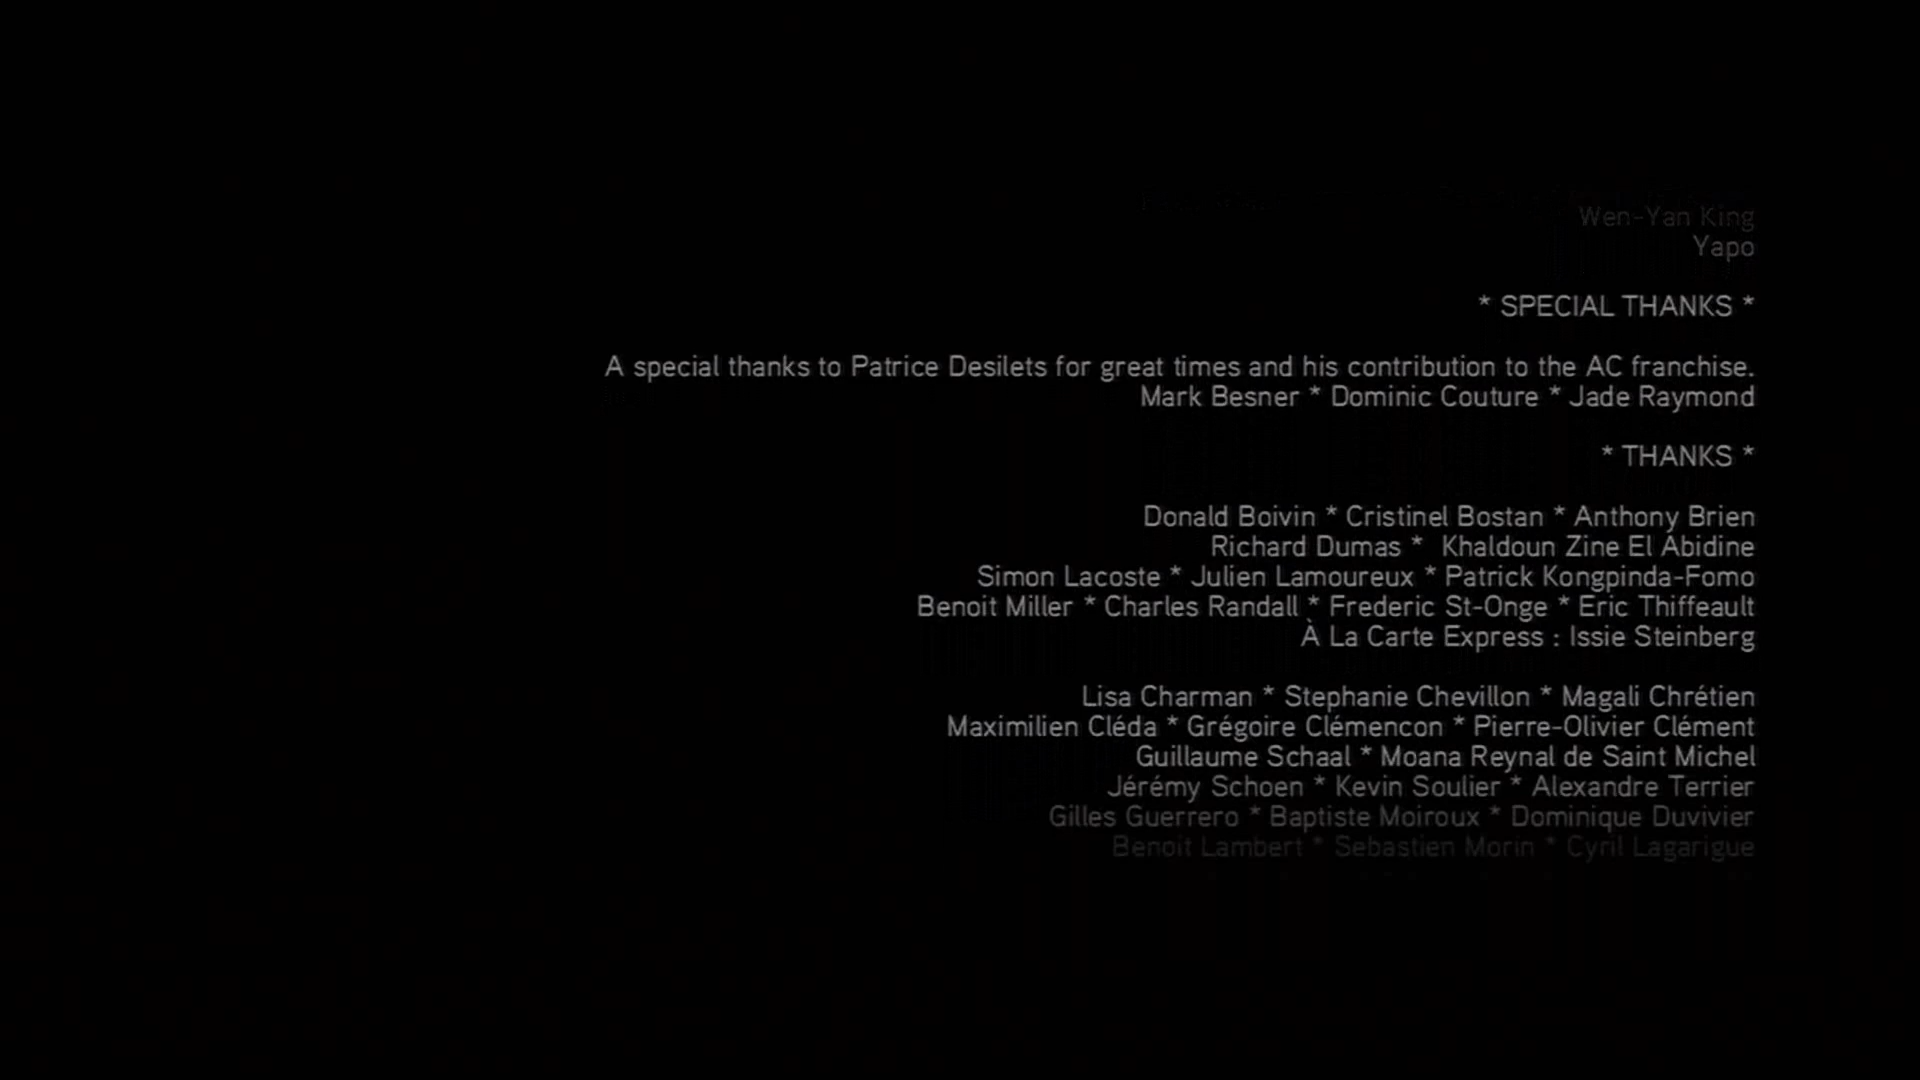 Wen-Yan King
Yapo
* SPECIAL THANKS *
A special thanks to Patrice Desilets for great times and his contribution to the AC franchise.
Mark Besner * Dominic Couture * Jade Raymond
* THANKS *
Donald Boivin * Cristinel Bostan * Anthony Brien
Richard Dumas * Khaldoun Zine El Abidine
Simon Lacoste * Julien Lamoureux * Patrick Kongpinda-Fomo
Benoit Miller * Charles Randall * Frederic St-Onge * Eric Thiffeault
À La Carte Express : Issie Steinberg
Lisa Charman * Stephanie Chevillon * Magali Chrétien
Maximilien Cléda * Grégoire Clémencon * Pierre-Olivier Clément
Guillaume Schaal * Moana Reynal de Saint Michel
Jérémy Schoen * Kevin Soulier * Alexandre Terrier
Gilles Guerrero * Baptiste Moiroux * Dominique Duvivier
Benoit Lambert * Sebastien Morin * Cyril Lagarigue